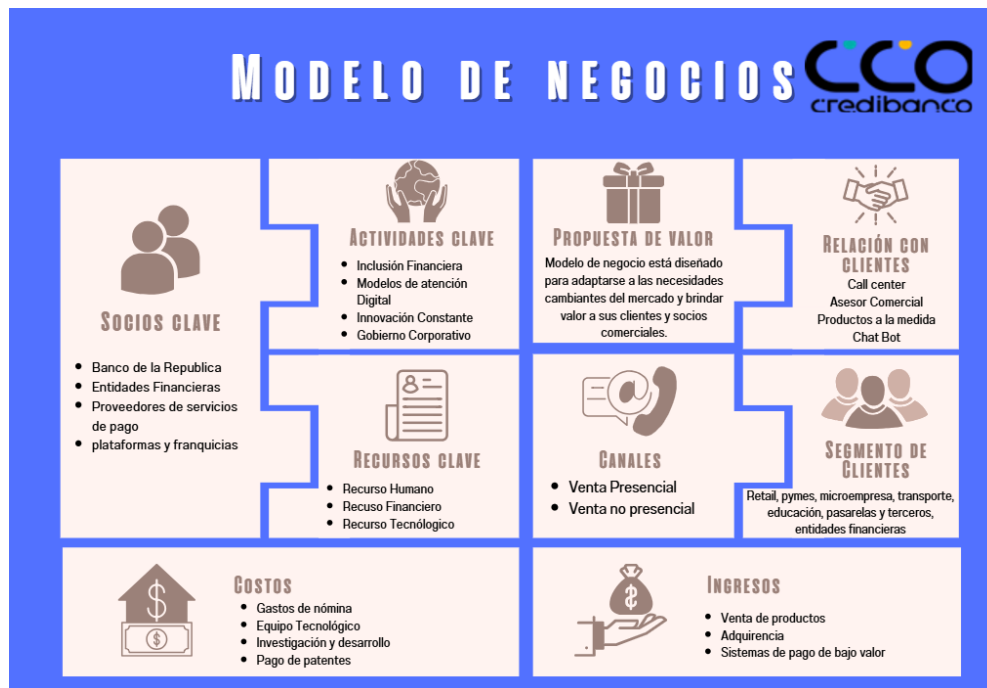 MODELO DE NEGOCIOS
CCO
credibanco
SOCIOS CLAVE
• Banco de la Republica
• Entidades Financieras
• Proveedores de servicios
de pago
• plataformas y franquicias
ACTIVIDADES CLAVE
• Inclusión Financiera
• Modelos de atención
Digital
• Innovación Constante
• Gobierno Corporativo
RECURSOS CLAVE
• Recurso Humano
• Recuso Financiero
• Recurso Tecnólogico
PROPUESTA DE VALOR
Modelo de negocio está diseñado
para adaptarse a las necesidades
cambiantes del mercado y brindar
valor a sus clientes y socios
comerciales.
CANALES
• Venta Presencial
• Venta no presencial
RELACIÓN CON
CLIENTES
Call center
Asesor Comercial
Productos a la medida
Chat Bot
SEGMENTO DE
CLIENTES
Retail, pymes, microempresa, transporte,
educación, pasarelas y terceros,
entidades financieras
COSTOS
• Gastos de nómina
• Equipo Tecnológico
• Investigación y desarrollo
• Pago de patentes
INGRESOS
• Venta de productos
• Adquirencia
• Sistemas de pago de bajo valor